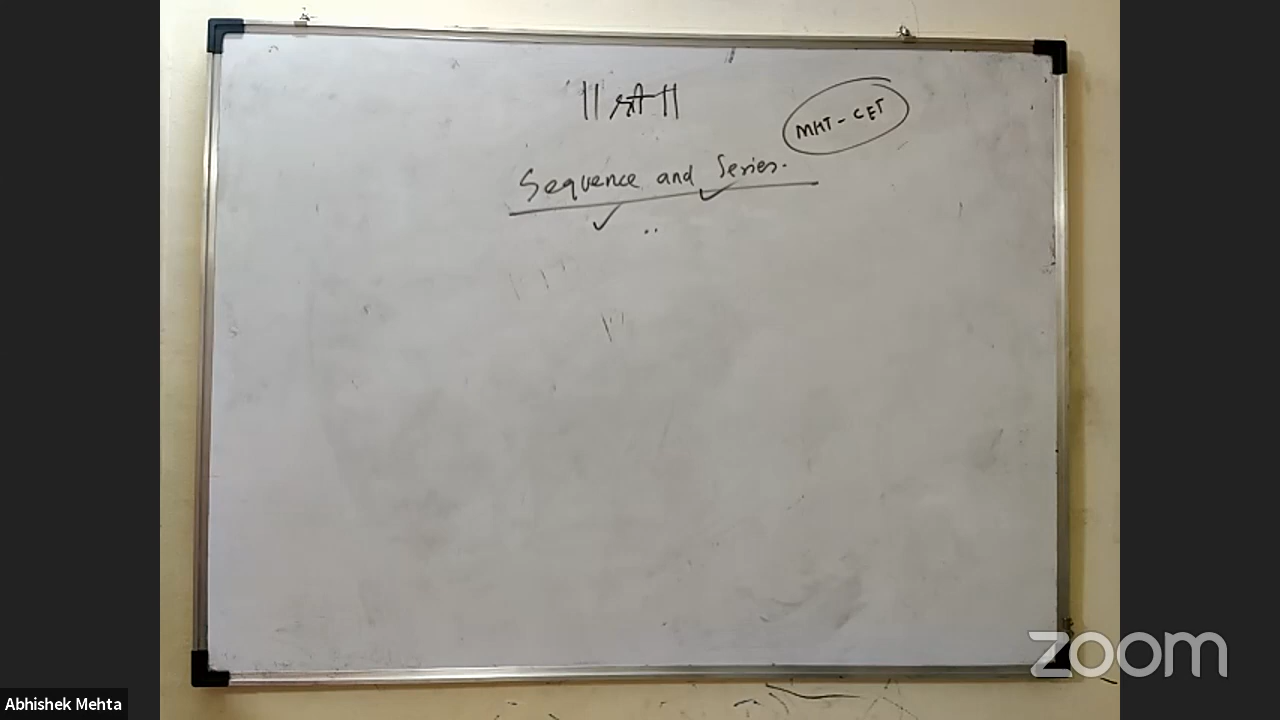 || श्री ||
MHT - CET
Sequence and Series.
zoom
Abhishek Mehta